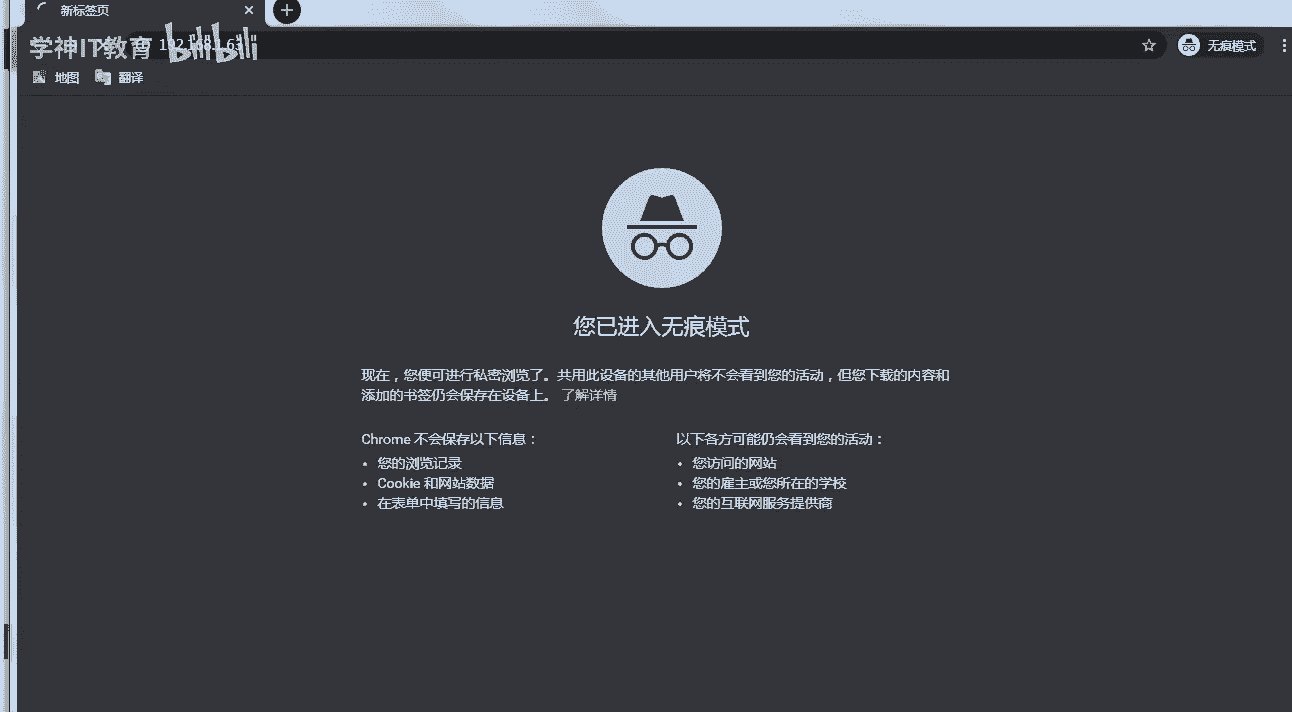 新标签页
学神IT教育 bilibili
192.168.1.63
无痕模式
地图 翻译
您已进入无痕模式
现在，您便可进行私密浏览了。共用此设备的其他用户将不会看到您的活动，但您下载的内容和
添加的书签仍会保存在设备上。 了解详情
Chrome 不会保存以下信息：
您的浏览记录
Cookie 和网站数据
在表单中填写的信息
以下各方可能仍会看到您的活动：
您访问的网站
您的雇主或您所在的学校
您的互联网服务提供商